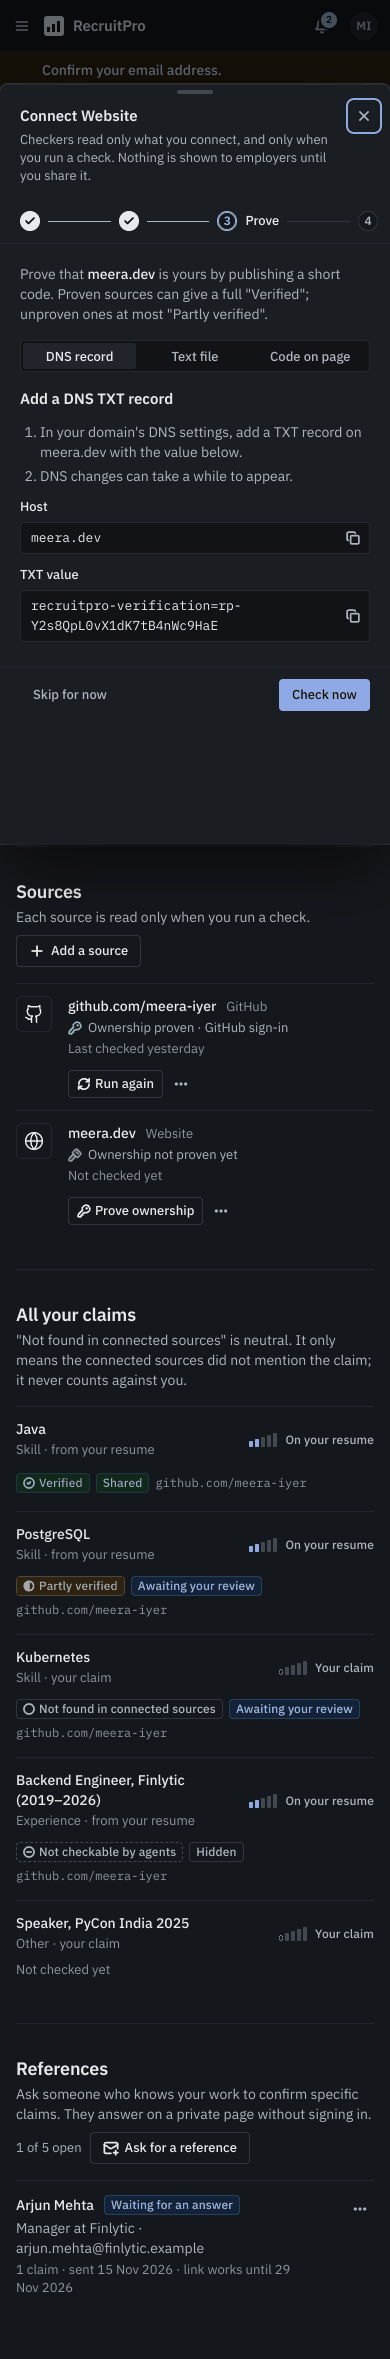 RecruitPro
2
MI
Confirm your email address.
Connect Website
Checkers read only what you connect, and only when
you run a check. Nothing is shown to employers until
you share it.
3 Prove 4
Prove that meera.dev is yours by publishing a short
code. Proven sources can give a full "Verified";
unproven ones at most "Partly verified".
DNS record Text file Code on page
Add a DNS TXT record
1. In your domain's DNS settings, add a TXT record on
meera.dev with the value below.
2. DNS changes can take a while to appear.
Host
meera.dev
TXT value
recruitpro-verification=rp-
Y2s8QpL0vX1dK7tB4nWc9HaE
Skip for now Check now
Sources
Each source is read only when you run a check.
Add a source
github.com/meera-iyer GitHub
Ownership proven · GitHub sign-in
Last checked yesterday
Run again
meera.dev Website
Ownership not proven yet
Not checked yet
Prove ownership
All your claims
"Not found in connected sources" is neutral. It only
means the connected sources did not mention the claim;
it never counts against you.
Java
Skill · from your resume
On your resume
Verified Shared github.com/meera-iyer
PostgreSQL
Skill · from your resume
On your resume
Partly verified Awaiting your review
github.com/meera-iyer
Kubernetes
Skill · your claim
Your claim
Not found in connected sources Awaiting your review
github.com/meera-iyer
Backend Engineer, Finlytic
(2019–2026)
On your resume
Experience · from your resume
Not checkable by agents Hidden
github.com/meera-iyer
Speaker, PyCon India 2025
Other · your claim
Your claim
Not checked yet
References
Ask someone who knows your work to confirm specific
claims. They answer on a private page without signing in.
1 of 5 open Ask for a reference
Arjun Mehta Waiting for an answer
Manager at Finlytic ·
arjun.mehta@finlytic.example
1 claim · sent 15 Nov 2026 · link works until 29
Nov 2026